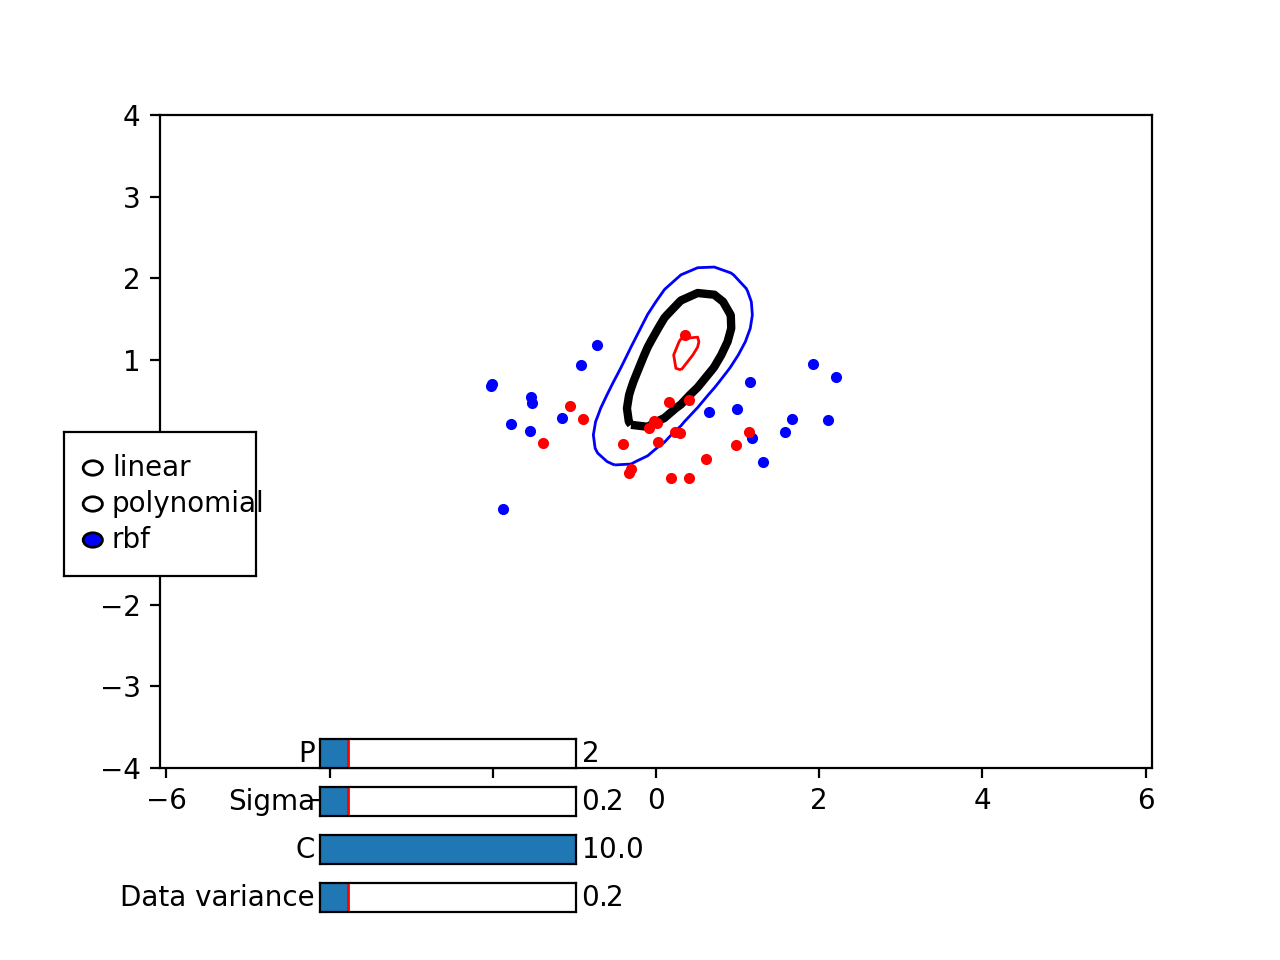 4
3
2
1
linear
polynomial
rbf
−2
−3
−4
P 2
−6 0 2 4 6
Sigma 0.2
C 10.0
Data variance 0.2